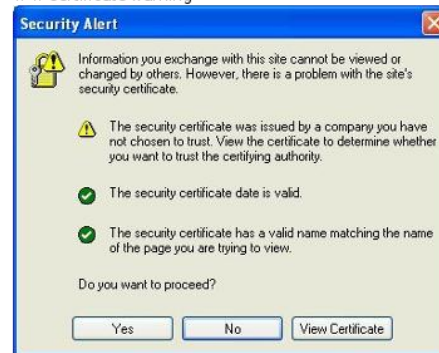 Security Alert
Information you exchange with this site cannot be viewed or
changed by others. However, there is a problem with the site's
security certificate.
The security certificate was issued by a company you have
not chosen to trust. View the certificate to determine whether
you want to trust the certifying authority.
The security certificate date is valid.
The security certificate has a valid name matching the name
of the page you are trying to view.
Do you want to proceed?
Yes No View Certificate